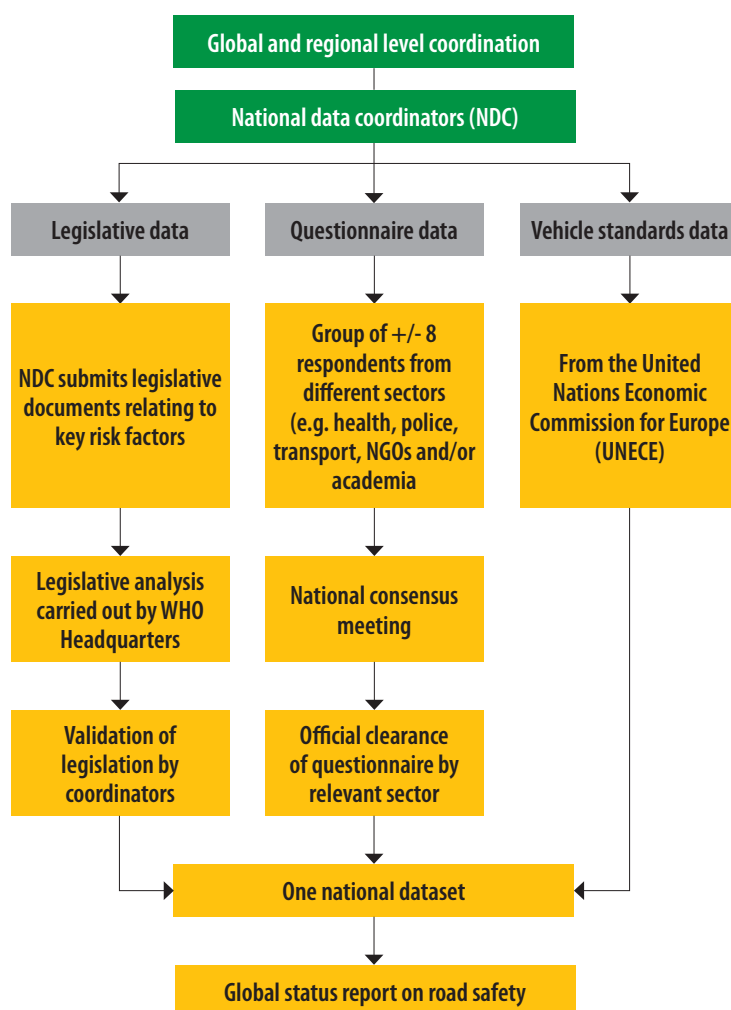 Global and regional level coordination
National data coordinators (NDC)
Legislative data
Questionnaire data
Vehicle standards data
NDC submits legislative
documents relating to
key risk factors
Group of +/- 8
respondents from
different sectors
(e.g. health, police,
transport, NGOs and/or
academia
From the United
Nations Economic
Commission for Europe
(UNECE)
Legislative analysis
carried out by WHO
Headquarters
National consensus
meeting
Validation of
legislation by
coordinators
Official clearance
of questionnaire by
relevant sector
One national dataset
Global status report on road safety